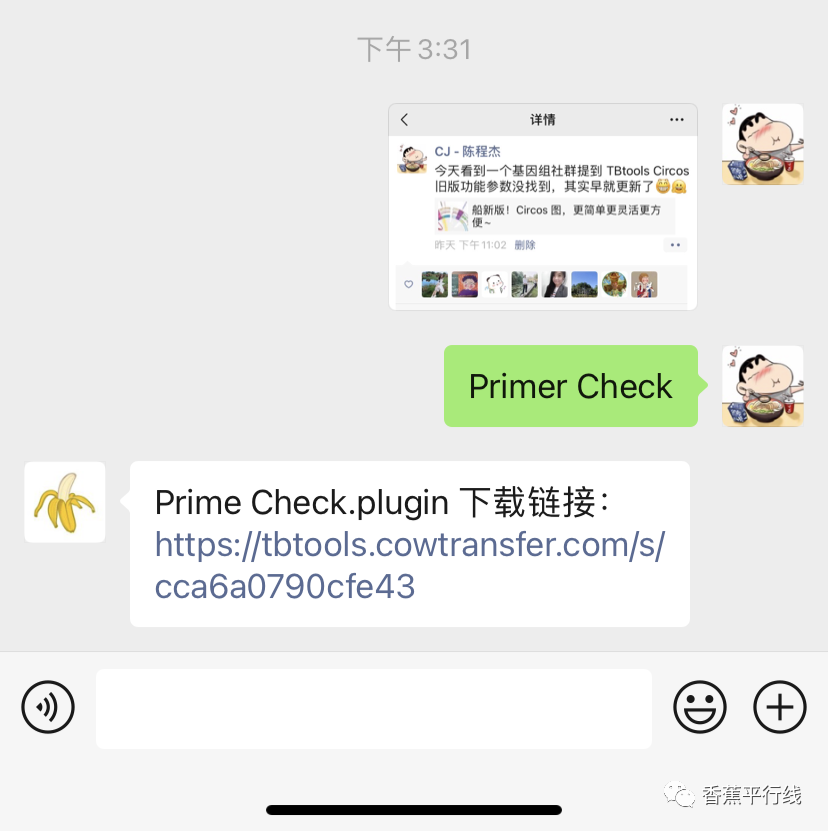 下午 3:31
详情
CJ - 陈程杰
今天看到一个基因组社群提到 TBtools Circos
旧版功能参数没找到，其实早就更新了
船新版！Circos 图，更简单更灵活更方
便~
昨天 下午11:02 删除
Primer Check
Prime Check.plugin 下载链接：
https://tbtools.cowtransfer.com/s/
cca6a0790cfe43
香蕉平行线